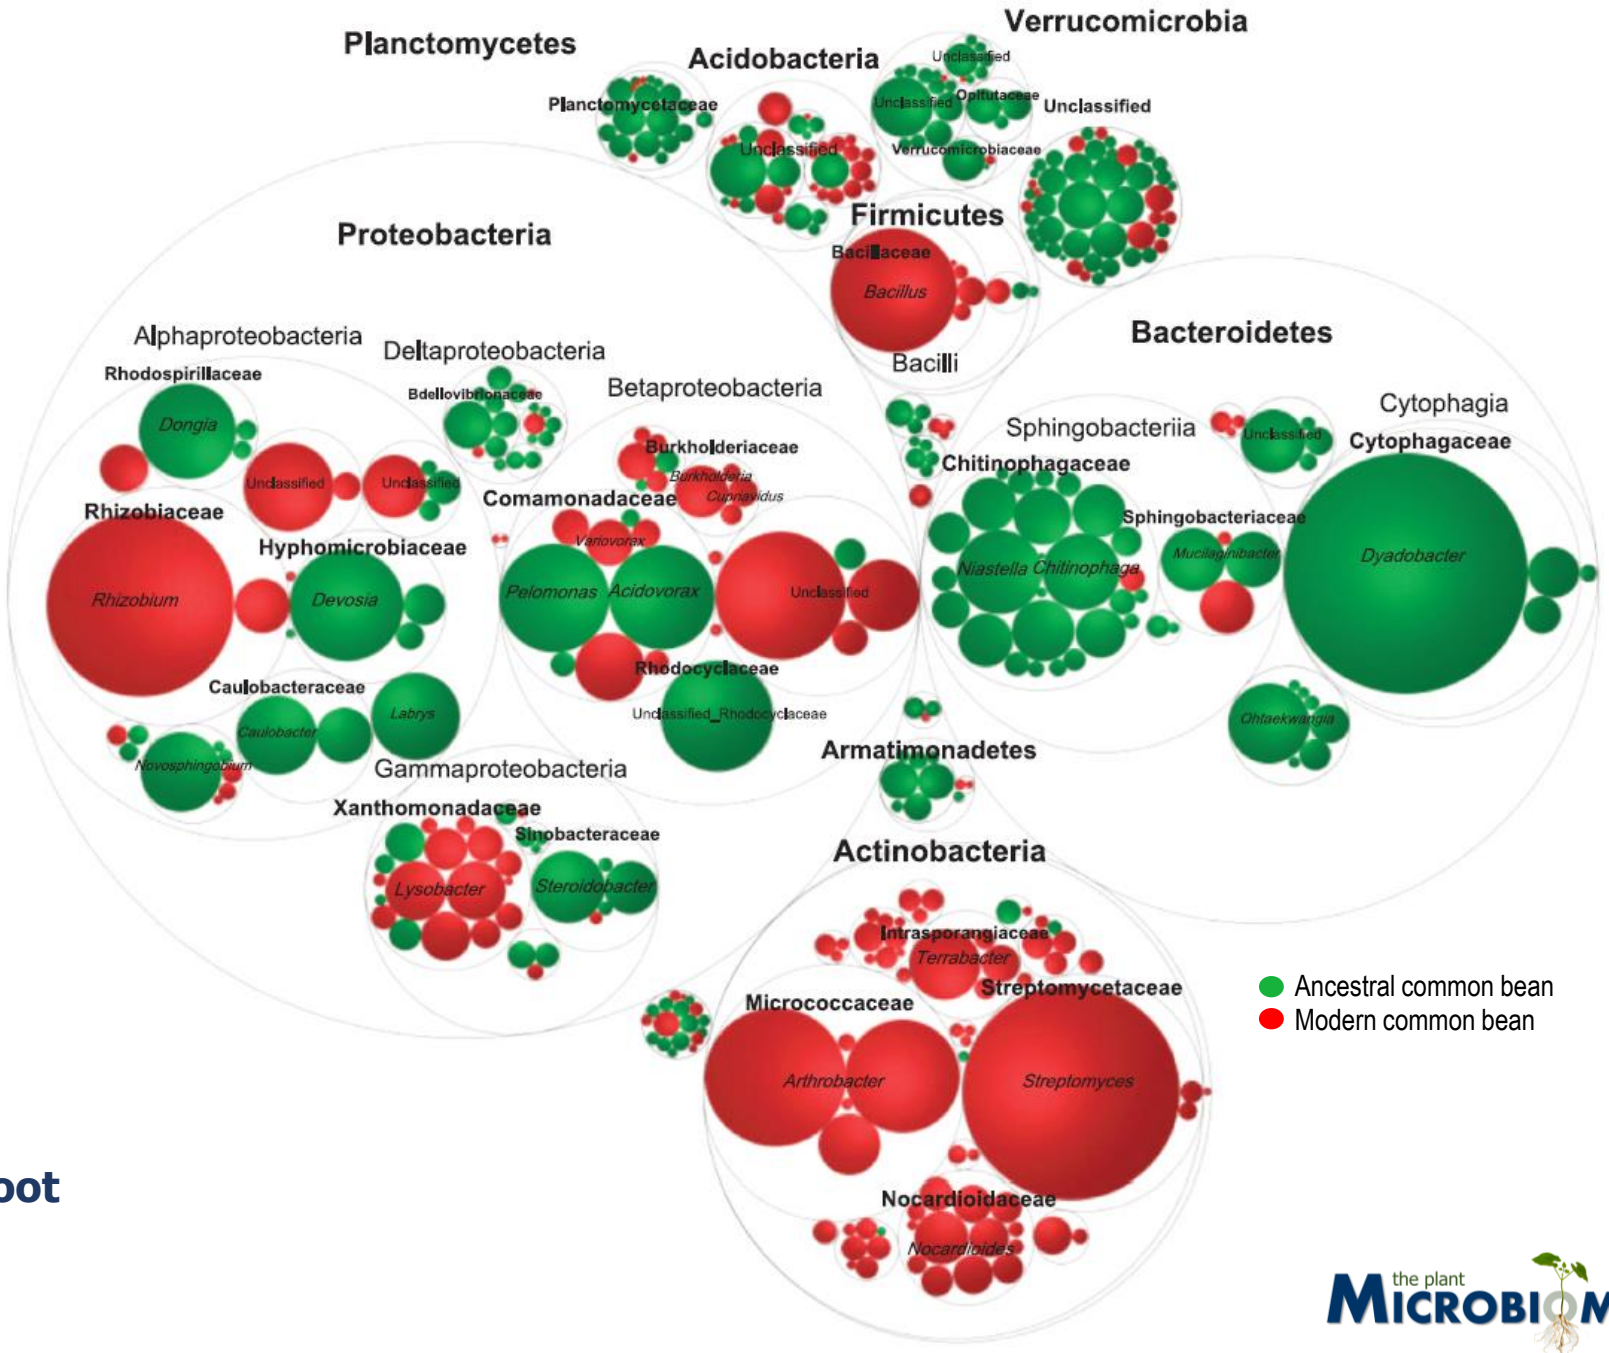 Verrucomicrobia
Planctomycetes
Acidobacteria
Unclassified
Planctomycetaceae
Unclassified
Opitutaceae
Unclassified
Unclassified
Verrucomicrobiaceae
Firmicutes
Proteobacteria
Bacillaceae
Bacillus
Bacilli
Bacteroidetes
Alphaproteobacteria
Deltaproteobacteria
Rhodospirillaceae
Bdellovibrionaceae
Betaproteobacteria
Cytophagia
Dongia
Sphingobacteriia
Unclassified
Cytophagaceae
Burkholderiaceae
Chitinophagaceae
Burkholderia
Unclassified
Unclassified
Cupriavidus
Comamonadaceae
Rhizobiaceae
Sphingobacteriaceae
Variovorax
Hyphomicrobiaceae
Mucilaginibacter
Dyadobacter
Niastella
Chitinophaga
Rhizobium
Devosia
Pelomonas
Acidovorax
Unclassified
Rhodocyclaceae
Caulobacteraceae
Labrys
Unclassified_Rhodocyclaceae
Ohtaekwangia
Caulobacter
Armatimonadetes
Novosphingobium
Gammaproteobacteria
Xanthomonadaceae
Sinobacteraceae
Actinobacteria
Lysobacter
Steroidobacter
Intrasporangiaceae
Terrabacter
Streptomycetaceae
Micrococcaceae
Ancestral common bean
Modern common bean
Arthrobacter
Streptomyces
oot
Nocardioidaceae
Nocardioides
the plant
MICROBIOM